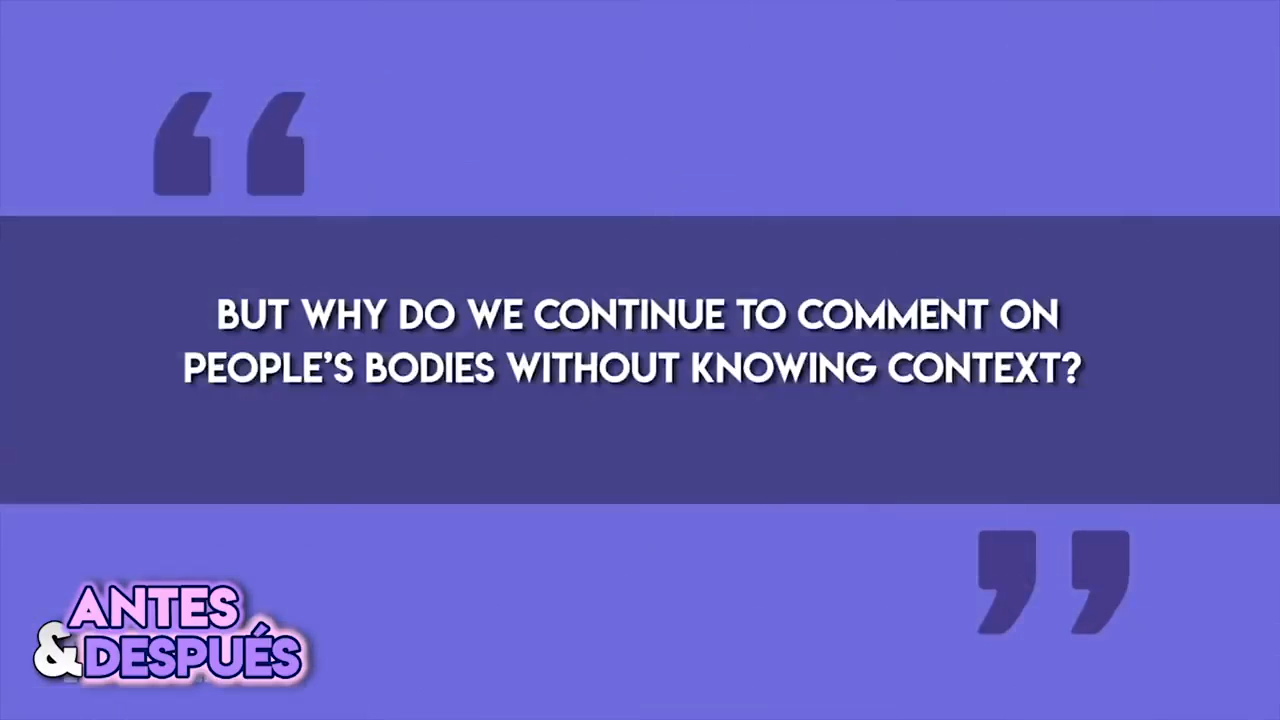 BUT WHY DO WE CONTINUE TO COMMENT ON
PEOPLE’S BODIES WITHOUT KNOWING CONTEXT?
ANTES
& DESPUÉS